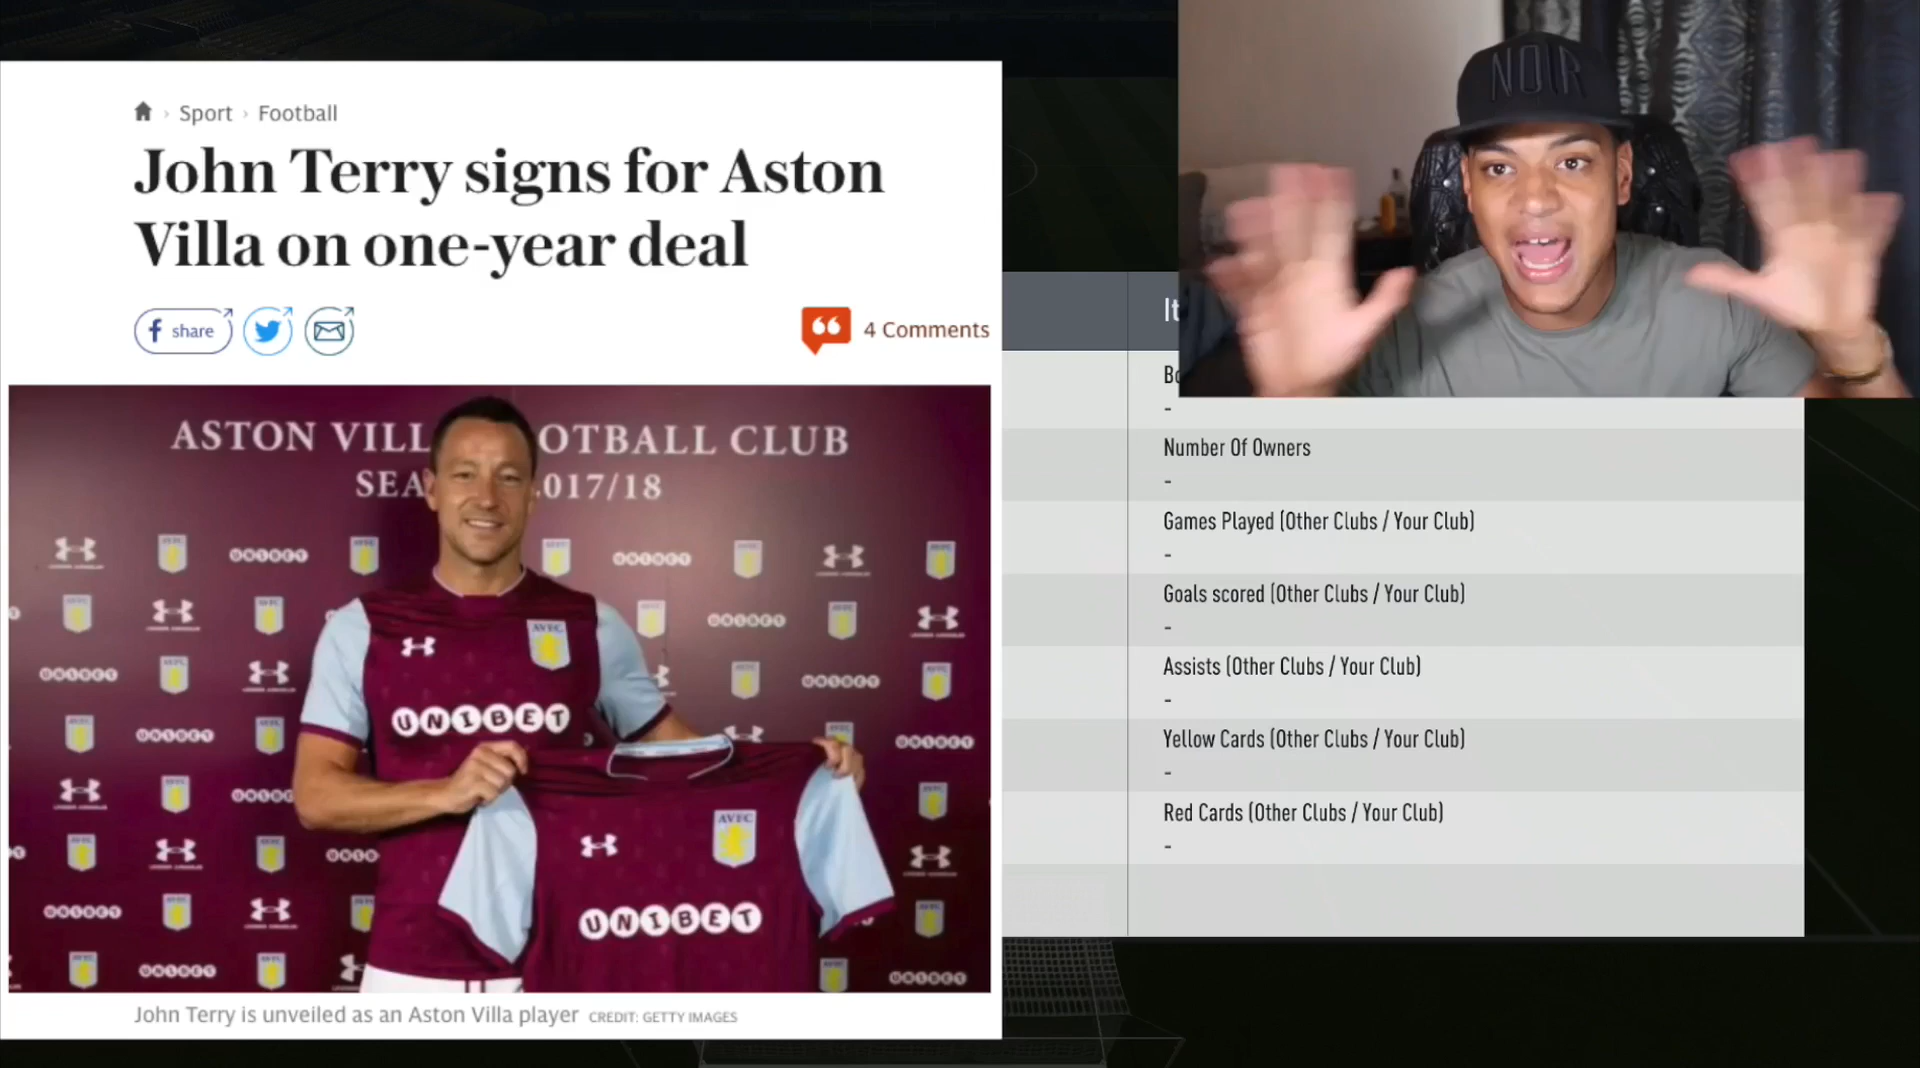 Sport › Football
John Terry signs for Aston
Villa on one-year deal
share
4 Comments
ASTON VILL OTBALL CLUB
SEA 017/18
AVFC
UNIBET
AVFC
UNIBET
John Terry is unveiled as an Aston Villa player CREDIT: GETTY IMAGES
NOIR
Number Of Owners
-
Games Played (Other Clubs / Your Club)
-
Goals scored (Other Clubs / Your Club)
-
Assists (Other Clubs / Your Club)
-
Yellow Cards (Other Clubs / Your Club)
-
Red Cards (Other Clubs / Your Club)
-